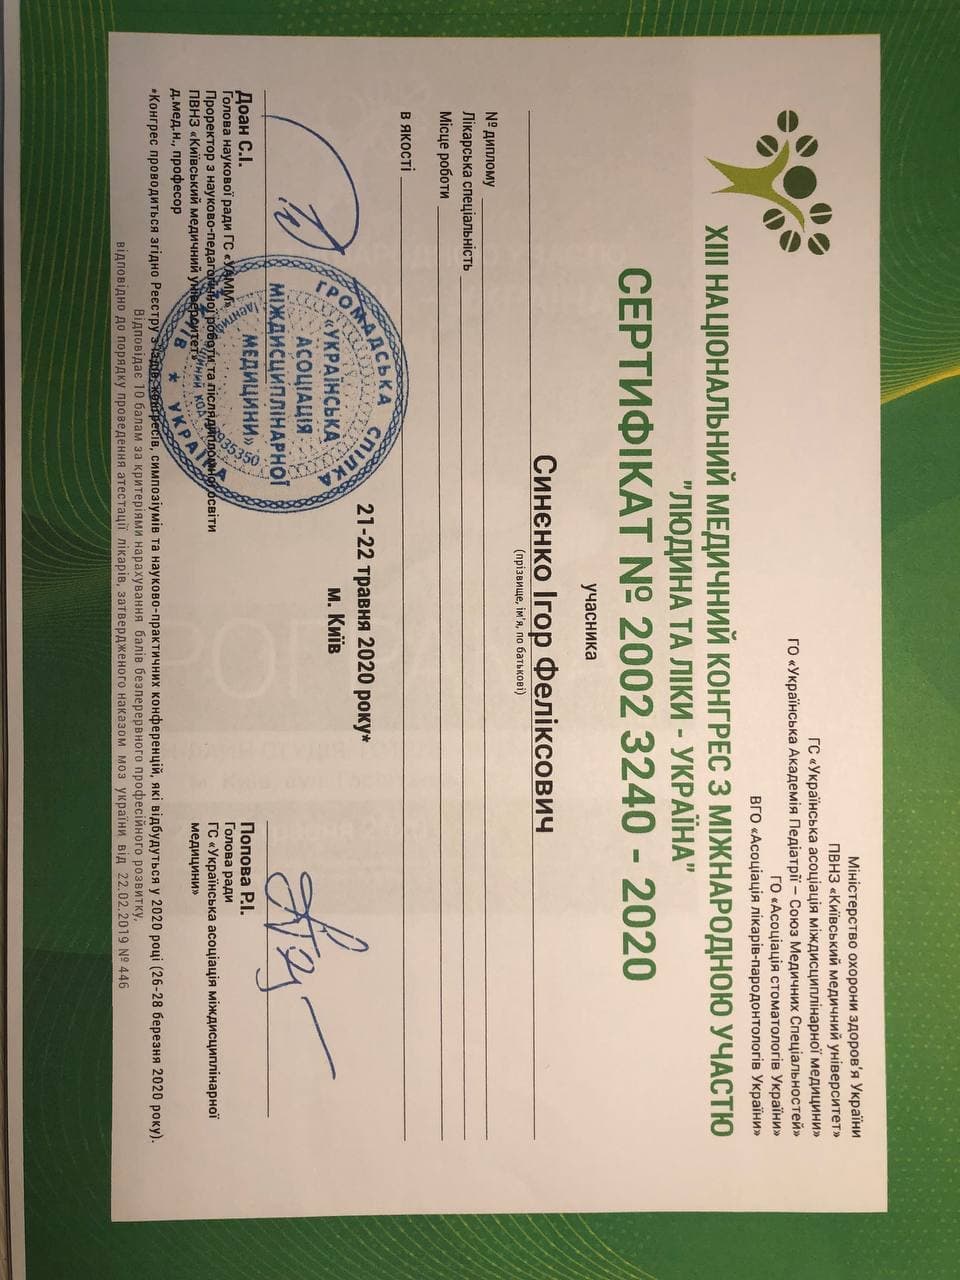 Міністерство охорони здоров'я України
ПВНЗ «Київський медичний університет»
ГС «Українська асоціація міждисциплінарної медицини»
ГО «Українська Академія Педіатрії – Союз Медичних Спеціальностей»
ГО «Асоціація стоматологів України»
ВГО «Асоціація лікарів-пародонтологів України»
XIII НАЦІОНАЛЬНИЙ МЕДИЧНИЙ КОНГРЕС З МІЖНАРОДНОЮ УЧАСТЮ
"ЛЮДИНА ТА ЛІКИ - УКРАЇНА"
СЕРТИФІКАТ № 2002 3240 - 2020
учасника
Синєнко Ігор Феліксович
(прізвище, ім'я, по батькові)
№ диплому
Лікарська спеціальність
Місце роботи
в якості
21-22 травня 2020 року*
м. Київ
ГРОМАДСЬКА СПІЛКА
«УКРАЇНСЬКА
АСОЦІАЦІЯ
МІЖДИСЦИПЛІНАРНОЇ
МЕДИЦИНИ»
Ідентифікаційний код
м. КИЇВ * УКРАЇНА
Доан С.І.
Голова наукової ради ГС «УАММ»
Проректор з науково-педагогічної роботи та післядипломної освіти
ПВНЗ «Київський медичний університет»
д.мед.н., професор
Попова Р.І.
Голова ради
ГС «Українська асоціація міждисциплінарної
медицини»
*Конгрес проводиться згідно Реєстру з'їздів, конгресів, симпозіумів та науково-практичних конференцій, які відбудуться у 2020 році (26-28 березня 2020 року).
Відповідає 10 балам за критеріями нарахування балів безперервного професійного розвитку,
відповідно до порядку проведення атестації лікарів, затвердженого наказом моз україни від 22.02.2019 № 446